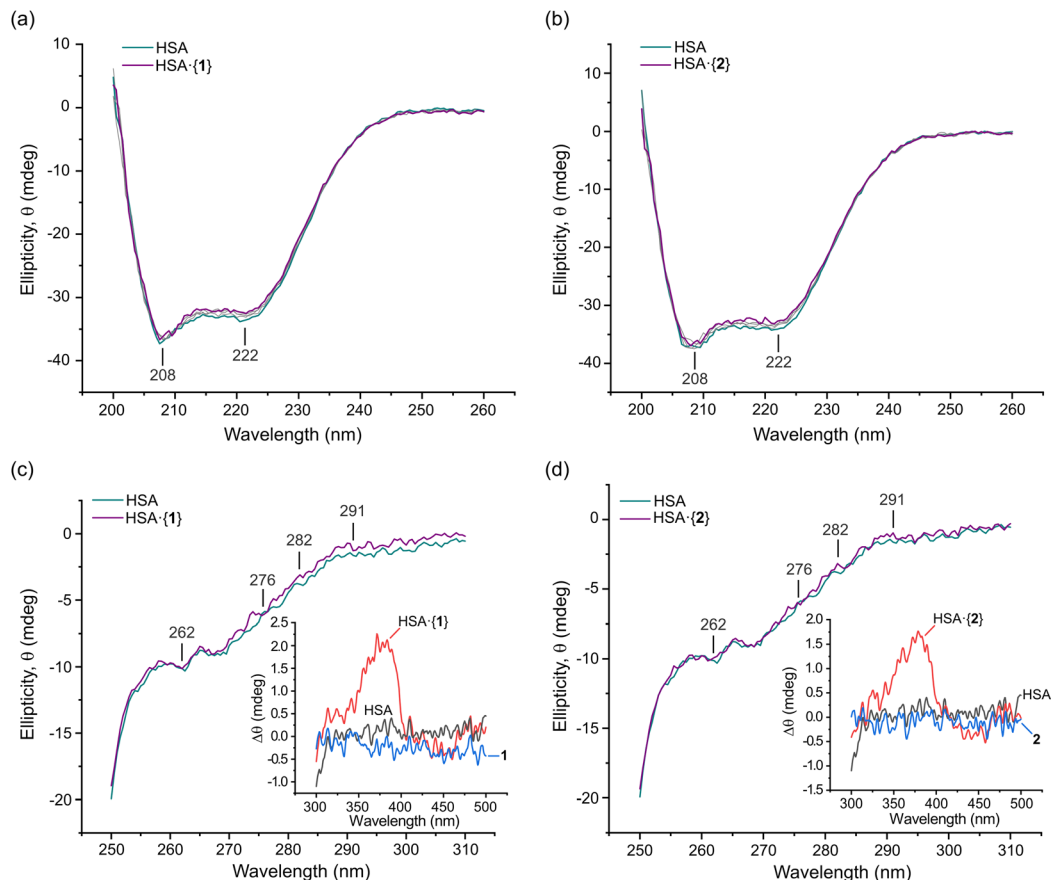 (a)
HSA
HSA·{1}
10
0
-10
-20
-30
-40
Ellipticity, θ (mdeg)
208
222
200 210 220 230 240 250 260
Wavelength (nm)
(b)
HSA
HSA·{2}
10
0
-10
-20
-30
-40
Ellipticity, θ (mdeg)
208
222
200 210 220 230 240 250 260
Wavelength (nm)
(c)
HSA
HSA·{1}
0
-5
-10
-15
-20
Ellipticity, θ (mdeg)
262
276
282
291
250 260 270 280 290 300 310
Wavelength (nm)
2.5
2.0
1.5
1.0
0.5
0.0
-0.5
-1.0
Δθ (mdeg)
HSA·{1}
HSA
1
300 350 400 450 500
Wavelength (nm)
(d)
HSA
HSA·{2}
0
-5
-10
-15
-20
Ellipticity, θ (mdeg)
262
276
282
291
250 260 270 280 290 300 310
Wavelength (nm)
2.0
1.5
1.0
0.5
0.0
-0.5
-1.0
-1.5
Δθ (mdeg)
HSA·{2}
HSA
2
300 350 400 450 500
Wavelength (nm)